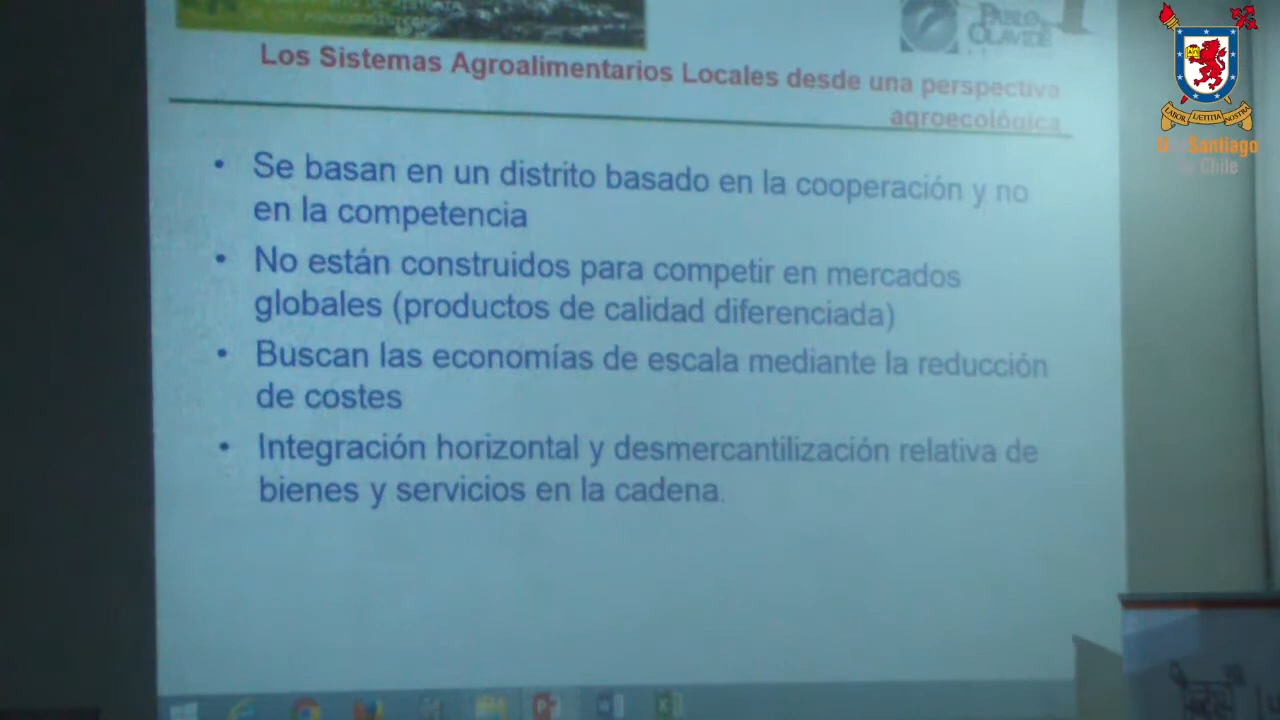 PABLO
OLAVIDE
Los Sistemas Agroalimentarios Locales desde una perspectiva
agroecológica
• Se basan en un distrito basado en la cooperación y no
en la competencia
• No están construidos para competir en mercados
globales (productos de calidad diferenciada)
• Buscan las economías de escala mediante la reducción
de costes
• Integración horizontal y desmercantilización relativa de
bienes y servicios en la cadena.
LABOR LÆTITIA NOSTRA
Santiago
de Chile